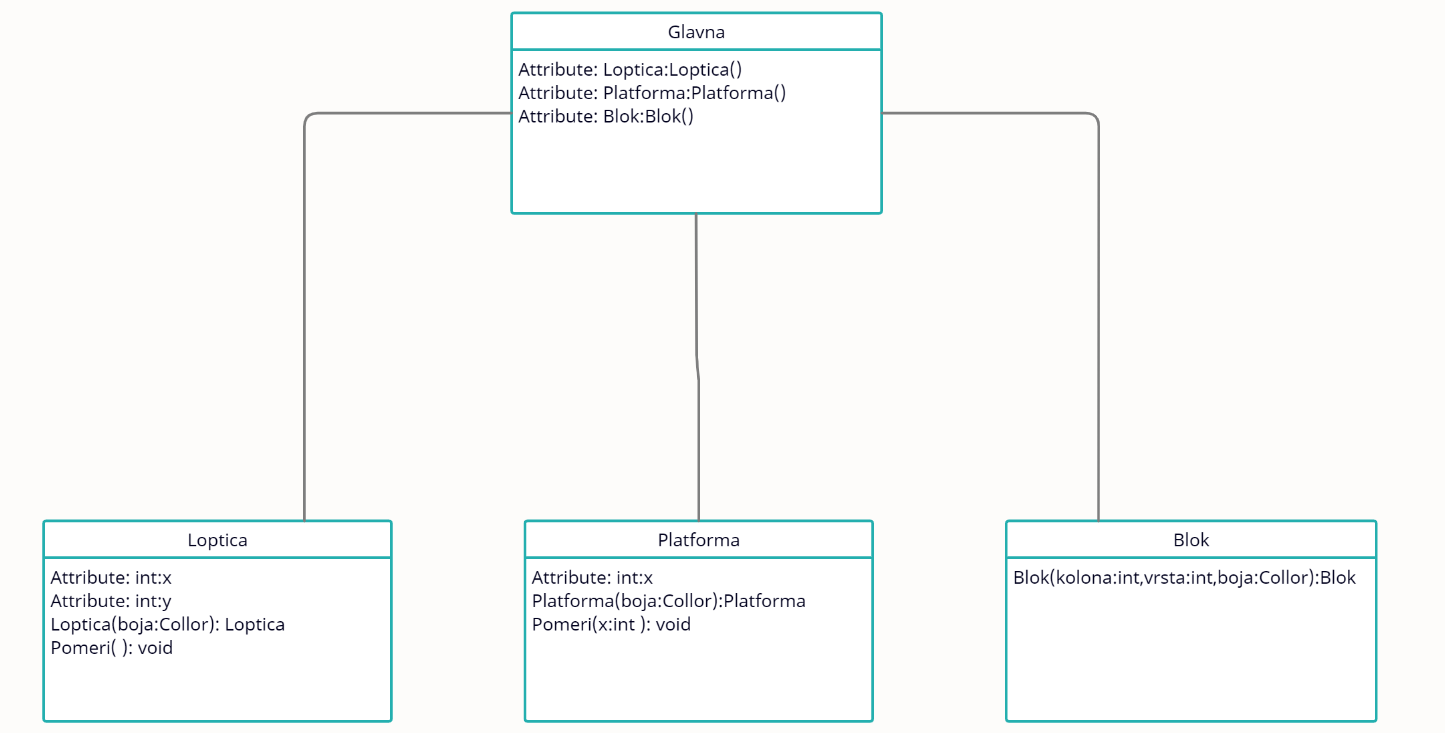 Glavna
Attribute: Loptica:Loptica()
Attribute: Platforma:Platforma()
Attribute: Blok:Blok()
Loptica
Attribute: int:x
Attribute: int:y
Loptica(boja:Collor): Loptica
Pomeri( ): void
Platforma
Attribute: int:x
Platforma(boja:Collor):Platforma
Pomeri(x:int ): void
Blok
Blok(kolona:int,vrsta:int,boja:Collor):Blok